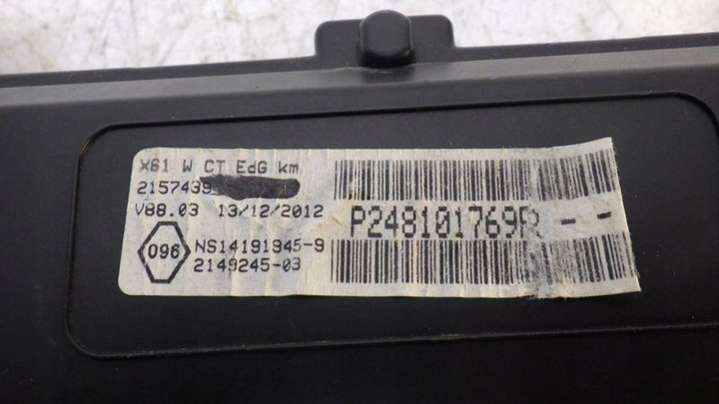 X61 W CT EdG km
2157439
V88.03 13/12/2012
096
NS14191945-9
2149245-03
P248101769R--